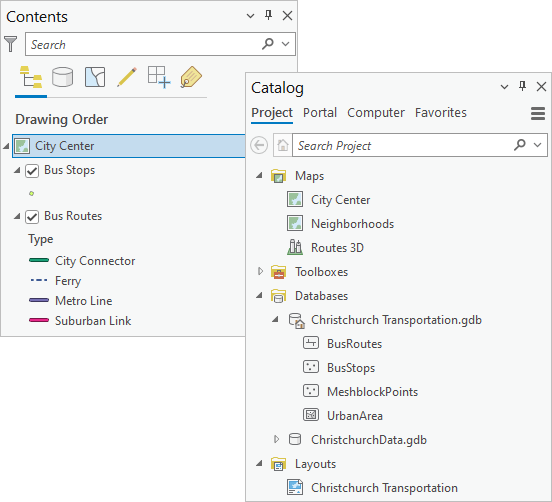 Contents
Search
Drawing Order
City Center
Bus Stops
Bus Routes
Type
City Connector
Ferry
Metro Line
Suburban Link
Catalog
Project Portal Computer Favorites
Search Project
Maps
City Center
Neighborhoods
Routes 3D
Toolboxes
Databases
Christchurch Transportation.gdb
BusRoutes
BusStops
MeshblockPoints
UrbanArea
ChristchurchData.gdb
Layouts
Christchurch Transportation